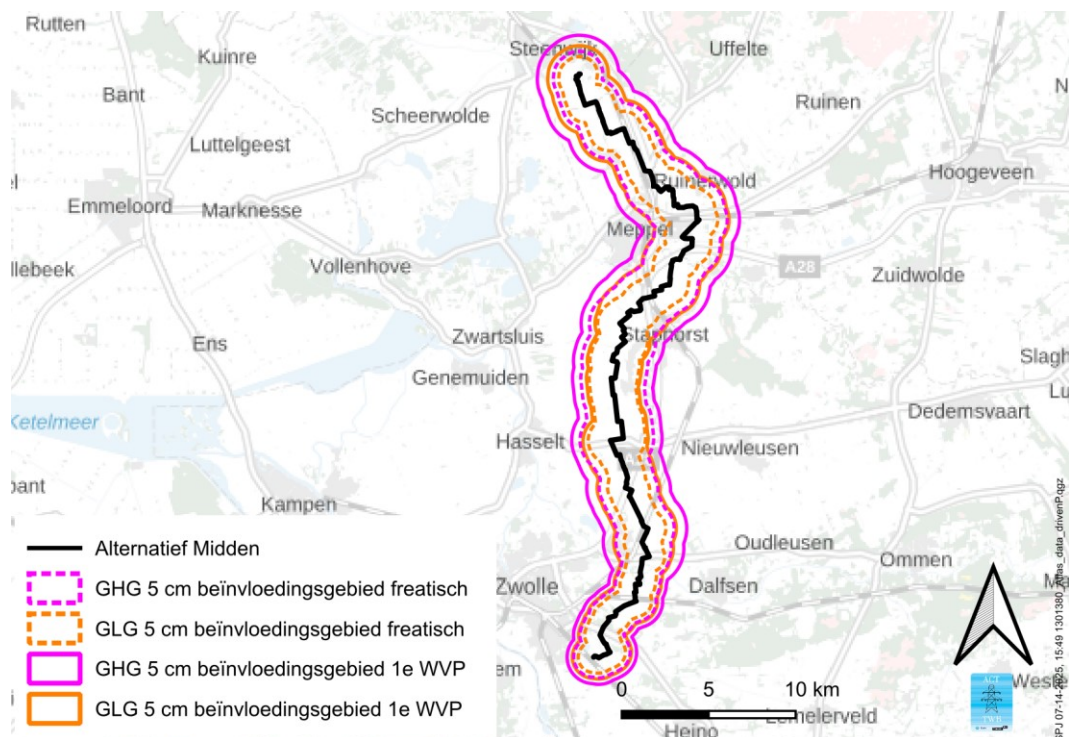 Rutten
Kuinre
Steenwijk
Uffelte
Bant
Scheerwolde
Ruinen
Luttelgeest
Ruinerwold
Hoogeveen
Emmeloord
Marknesse
Meppel
llebeek
Vollenhove
A28
Zuidwolde
Zwartsluis
Staphorst
Ens
Genemuiden
Slagh
Dedemsvaart
Ketelmeer
Hasselt
Nieuwleusen
Kampen
Oudleusen
Ommen
Zwolle
Dalfsen
Alternatief Midden
GHG 5 cm beïnvloedingsgebied freatisch
GLG 5 cm beïnvloedingsgebied freatisch
GHG 5 cm beïnvloedingsgebied 1e WVP
GLG 5 cm beïnvloedingsgebied 1e WVP
0 5 10 km
Heino